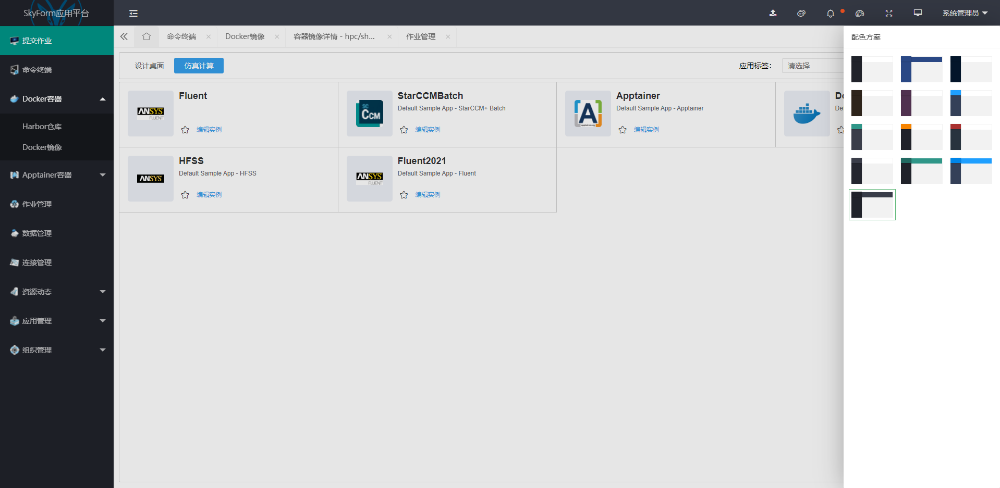 SkyForm应用平台
系统管理员
提交作业
命令终端
Docker容器
Harbor仓库
Docker镜像
Apptainer容器
作业管理
数据管理
连接管理
资源动态
应用管理
组织管理
命令终端
Docker镜像
容器镜像详情 - hpc/sh...
作业管理
设计桌面
仿真计算
应用标签：
请选择
ANSYS
FLUENT
Fluent
编辑实例
SC
CCM
StarCCMBatch
Default Sample App - StarCCM+ Batch
编辑实例
A
Apptainer
Default Sample App - Apptainer
编辑实例
ANSYS
HFSS
Default Sample App - HFSS
编辑实例
ANSYS
FLUENT
Fluent2021
Default Sample App - Fluent
编辑实例
配色方案